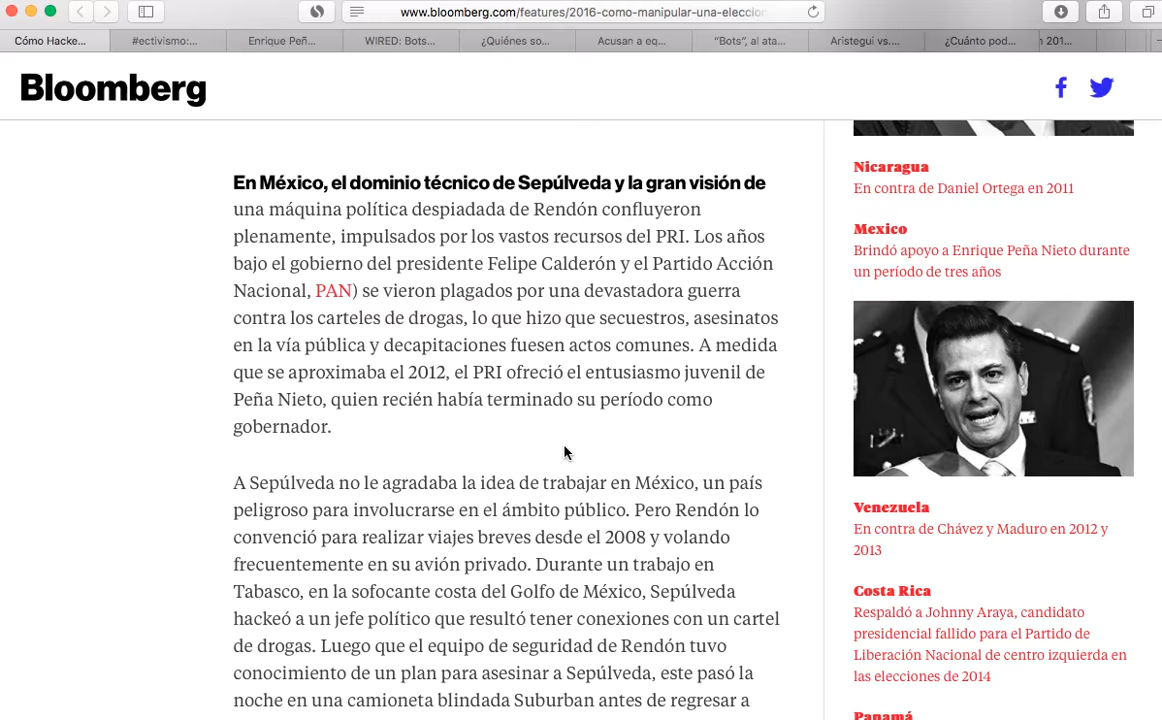 www.bloomberg.com/features/2016-como-manipular-una-eleccion
Cómo Hacke...
#ectivismo:...
Enrique Peñ...
WIRED: Bots...
¿Quiénes so...
Acusan a eq...
"Bots", al ata...
Aristegui vs....
¿Cuánto pod...
201...
Bloomberg
En México, el dominio técnico de Sepúlveda y la gran visión de
una máquina política despiadada de Rendón confluyeron
plenamente, impulsados por los vastos recursos del PRI. Los años
bajo el gobierno del presidente Felipe Calderón y el Partido Acción
Nacional, PAN) se vieron plagados por una devastadora guerra
contra los carteles de drogas, lo que hizo que secuestros, asesinatos
en la vía pública y decapitaciones fuesen actos comunes. A medida
que se aproximaba el 2012, el PRI ofreció el entusiasmo juvenil de
Peña Nieto, quien recién había terminado su período como
gobernador.
A Sepúlveda no le agradaba la idea de trabajar en México, un país
peligroso para involucrarse en el ámbito público. Pero Rendón lo
convenció para realizar viajes breves desde el 2008 y volando
frecuentemente en su avión privado. Durante un trabajo en
Tabasco, en la sofocante costa del Golfo de México, Sepúlveda
hackeó a un jefe político que resultó tener conexiones con un cartel
de drogas. Luego que el equipo de seguridad de Rendón tuvo
conocimiento de un plan para asesinar a Sepúlveda, este pasó la
noche en una camioneta blindada Suburban antes de regresar a
Nicaragua
En contra de Daniel Ortega en 2011
Mexico
Brindó apoyo a Enrique Peña Nieto durante
un período de tres años
Venezuela
En contra de Chávez y Maduro en 2012 y
2013
Costa Rica
Respaldó a Johnny Araya, candidato
presidencial fallido para el Partido de
Liberación Nacional de centro izquierda en
las elecciones de 2014
Panamá